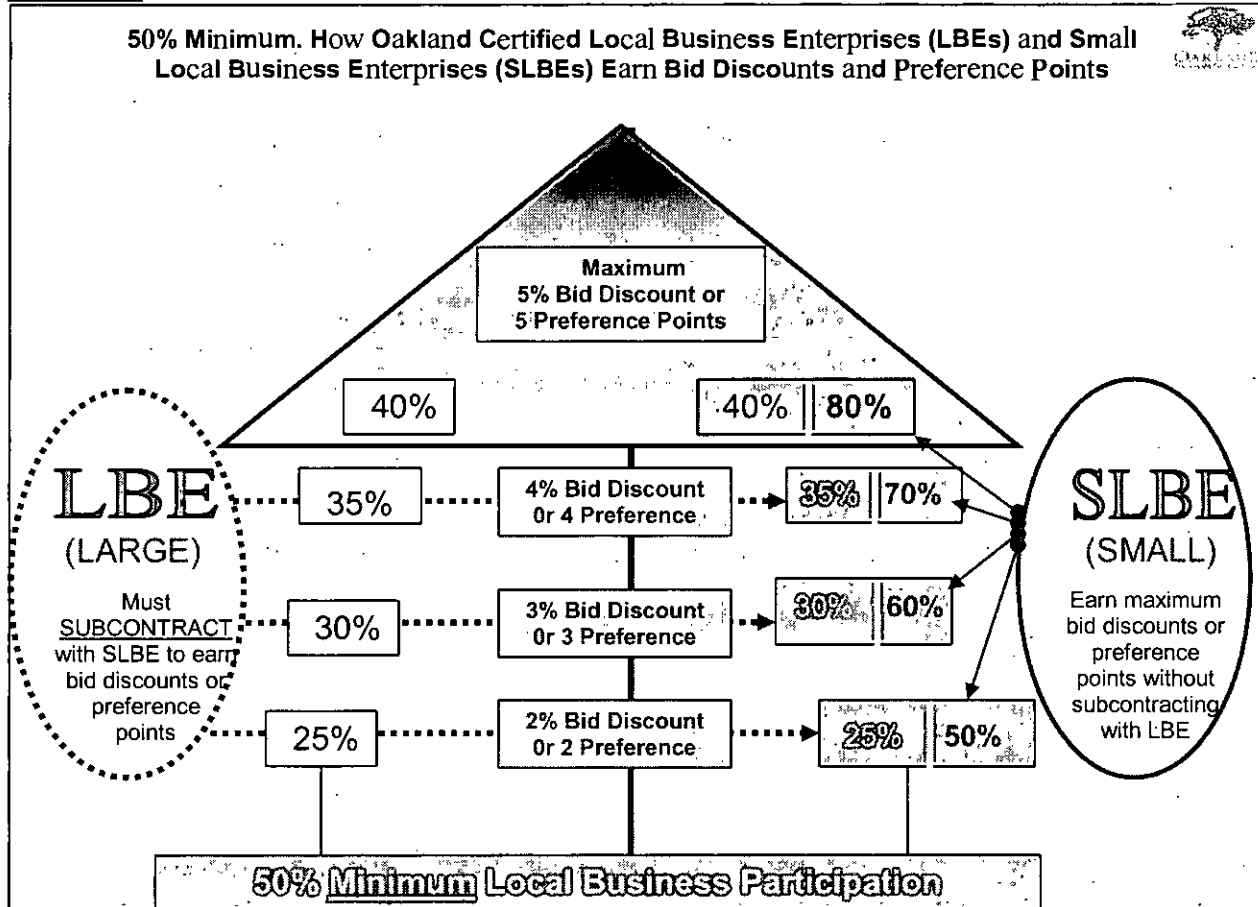 50% Minimum. How Oakland Certified Local Business Enterprises (LBEs) and Small
Local Business Enterprises (SLBEs) Earn Bid Discounts and Preference Points
Maximum
5% Bid Discount or
5 Preference Points
40%
40% 80%
LBE
(LARGE)
Must
SUBCONTRACT
with SLBE to earn
bid discounts or
preference
points
35%
4% Bid Discount
0r 4 Preference
35% 70%
30%
3% Bid Discount
0r 3 Preference
30% 60%
25%
2% Bid Discount
0r 2 Preference
25% 50%
SLBE
(SMALL)
Earn maximum
bid discounts or
preference
points without
subcontracting
with LBE
50% Minimum Local Business Participation